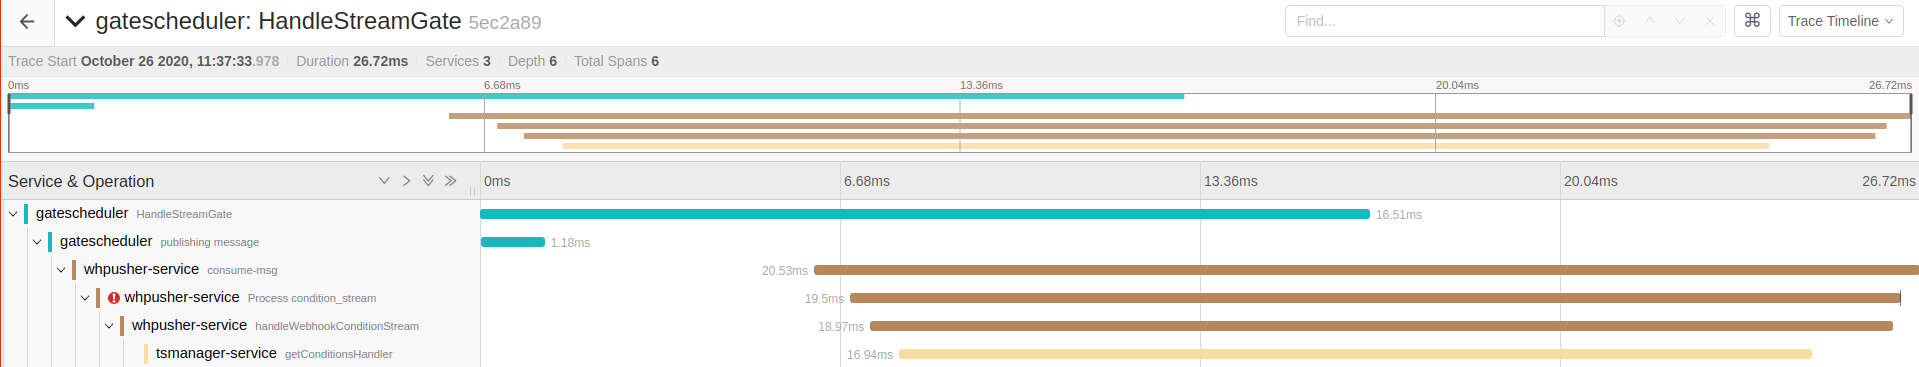 gatescheduler: HandleStreamGate 5ec2a89 Find... ⌘ Trace Timeline
Trace Start October 26 2020, 11:37:33.978 Duration 26.72ms Services 3 Depth 6 Total Spans 6
0ms 6.68ms 13.36ms 20.04ms 26.72ms
Service & Operation 0ms 6.68ms 13.36ms 20.04ms 26.72ms
gatescheduler HandleStreamGate 16.51ms
gatescheduler publishing message 1.18ms
whpusher-service consume-msg 20.53ms
whpusher-service Process condition_stream 19.5ms
whpusher-service handleWebhookConditionStream 18.97ms
tsmanager-service getConditionsHandler 16.94ms